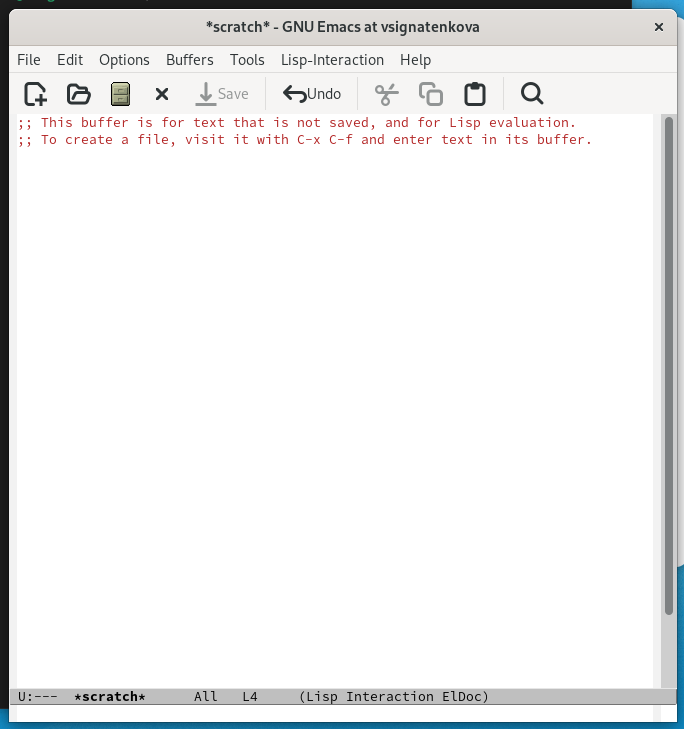 *scratch* - GNU Emacs at vsignatenkova
File Edit Options Buffers Tools Lisp-Interaction Help
Save Undo
;; This buffer is for text that is not saved, and for Lisp evaluation.
;; To create a file, visit it with C-x C-f and enter text in its buffer.
U:--- *scratch* All L4 (Lisp Interaction ElDoc)